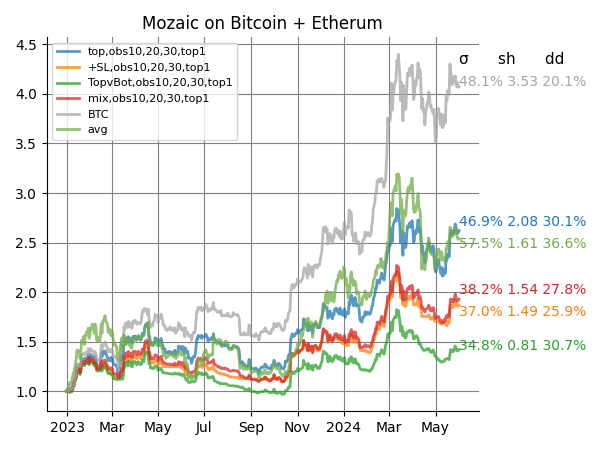 Mozaic on Bitcoin + Etherum
σ sh dd
top,obs10,20,30,top1
+SL,obs10,20,30,top1
TopvBot,obs10,20,30,top1
mix,obs10,20,30,top1
BTC
avg
48.1% 3.53 20.1%
46.9% 2.08 30.1%
57.5% 1.61 36.6%
38.2% 1.54 27.8%
37.0% 1.49 25.9%
34.8% 0.81 30.7%
4.5
4.0
3.5
3.0
2.5
2.0
1.5
1.0
2023 Mar May Jul Sep Nov 2024 Mar May